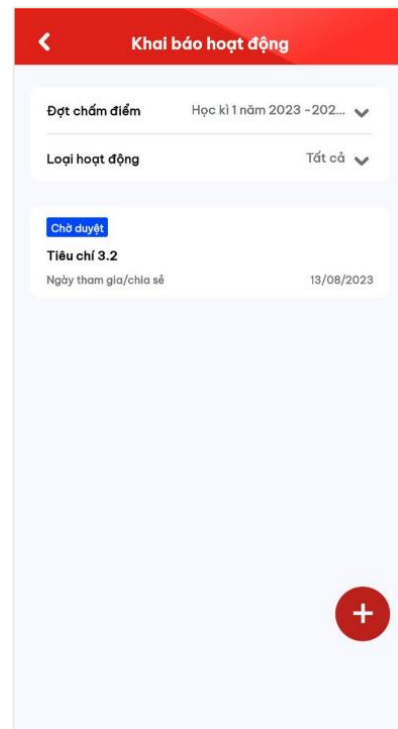 Khai báo hoạt động
Đợt chấm điểm Học kì 1 năm 2023 -202...
Loại hoạt động Tất cả
Chờ duyệt
Tiêu chí 3.2
Ngày tham gia/chia sẻ 13/08/2023